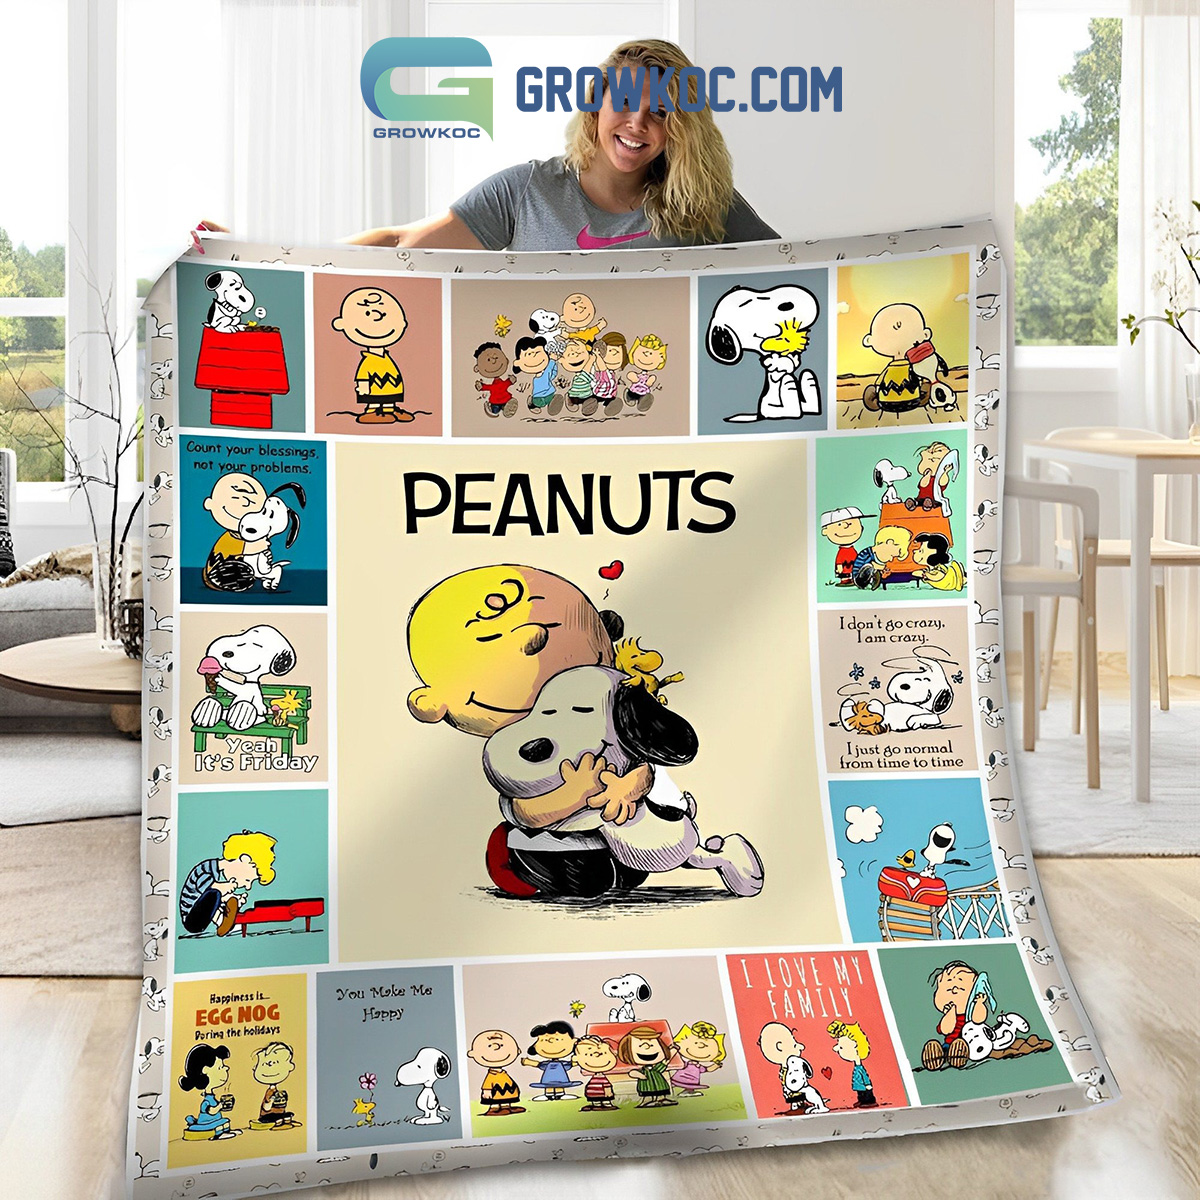 GROWKOC
GROWKOC.COM
Count your blessings,
not your problems.
PEANUTS
I don't go crazy.
I am crazy.
I just go normal
from time to time
Yeah
It's Friday
Happiness is...
EGG NOG
During the holidays
You Make Me
Happy
I LOVE MY
FAMILY